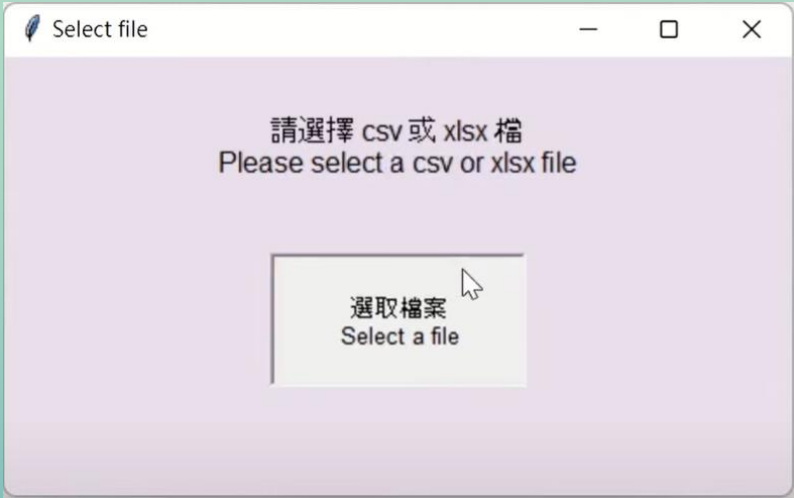 Select file
請選擇 csv 或 xlsx 檔
Please select a csv or xlsx file
選取檔案
Select a file